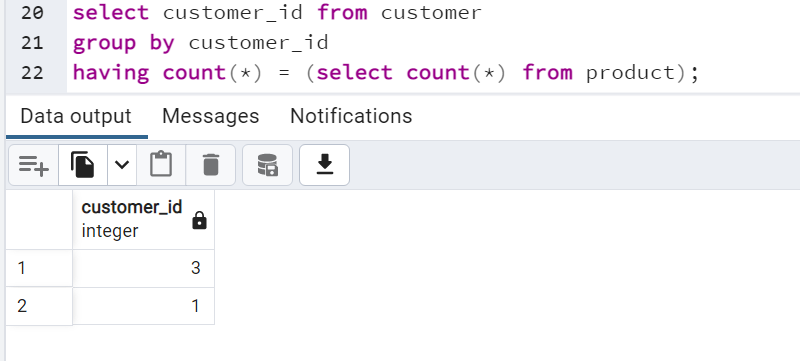 20 select customer_id from customer
21 group by customer_id
22 having count(*) = (select count(*) from product);
Data output Messages Notifications
customer_id
integer
1 3
2 1